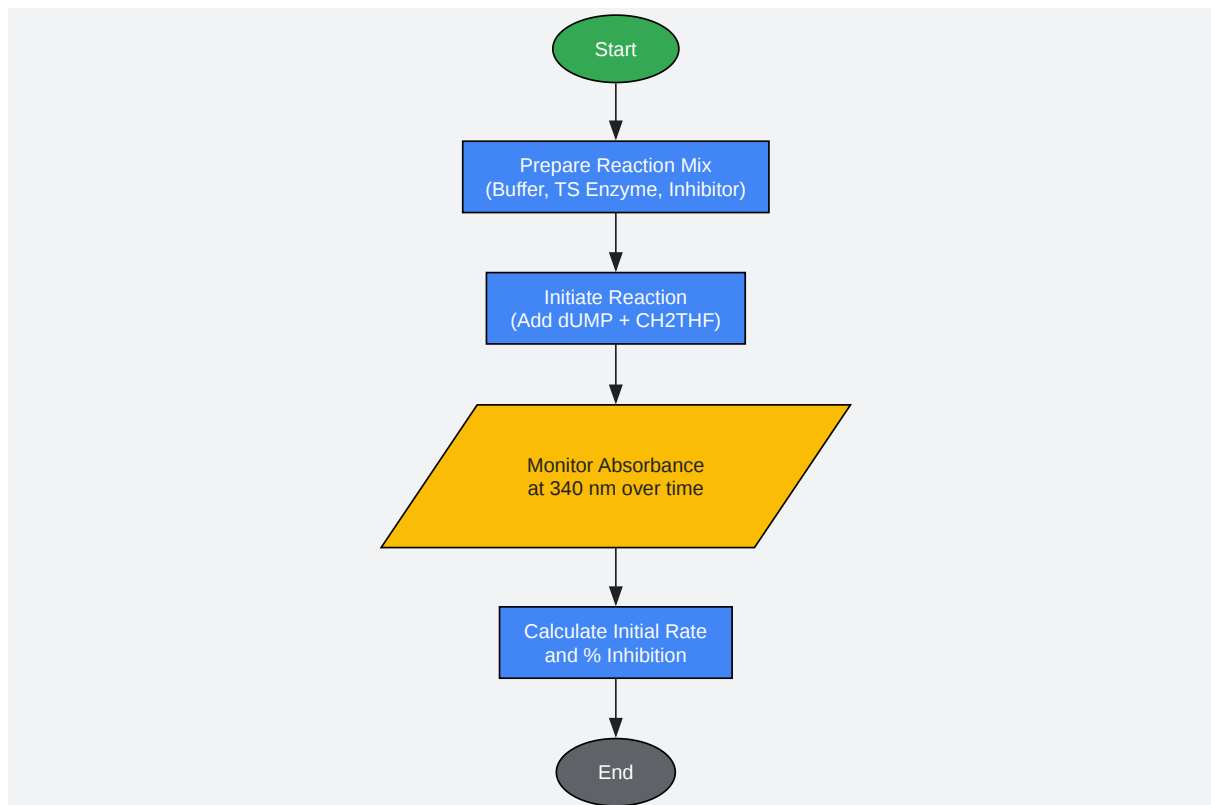 Start
Prepare Reaction Mix
(Buffer, TS Enzyme, Inhibitor)
Initiate Reaction
(Add dUMP + CH2THF)
Monitor Absorbance
at 340 nm over time
Calculate Initial Rate
and % Inhibition
End